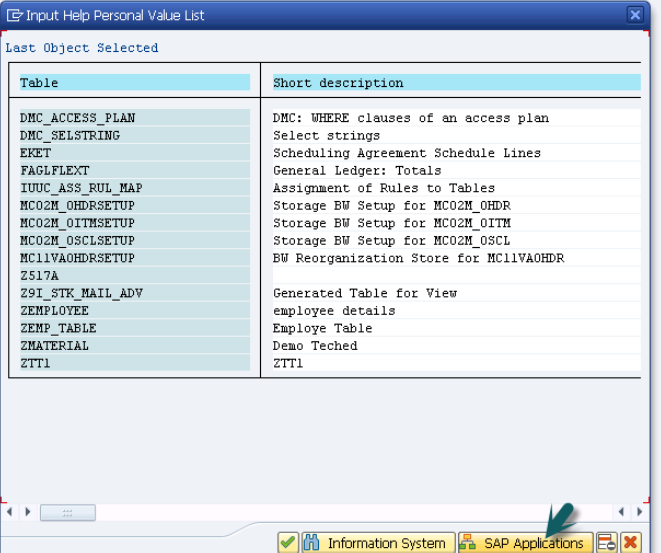 Input Help Personal Value List
Last Object Selected
Table Short description
DMC_ACCESS_PLAN DMC: WHERE clauses of an access plan
DMC_SELSTRING Select strings
EKET Scheduling Agreement Schedule Lines
FAGLFLEXT General Ledger: Totals
IUUC_ASS_RUL_MAP Assignment of Rules to Tables
MC02M_0HDRSETUP Storage BW Setup for MC02M_0HDR
MC02M_0ITMSETUP Storage BW Setup for MC02M_0ITM
MC02M_0SCLSETUP Storage BW Setup for MC02M_0SCL
MC11VA0HDRSETUP BW Reorganization Store for MC11VA0HDR
Z517A
Z9I_STK_MAIL_ADV Generated Table for View
ZEMPLOYEE employee details
ZEMP_TABLE Employe Table
ZMATERIAL Demo Teched
ZTT1 ZTT1
Information System SAP Applications